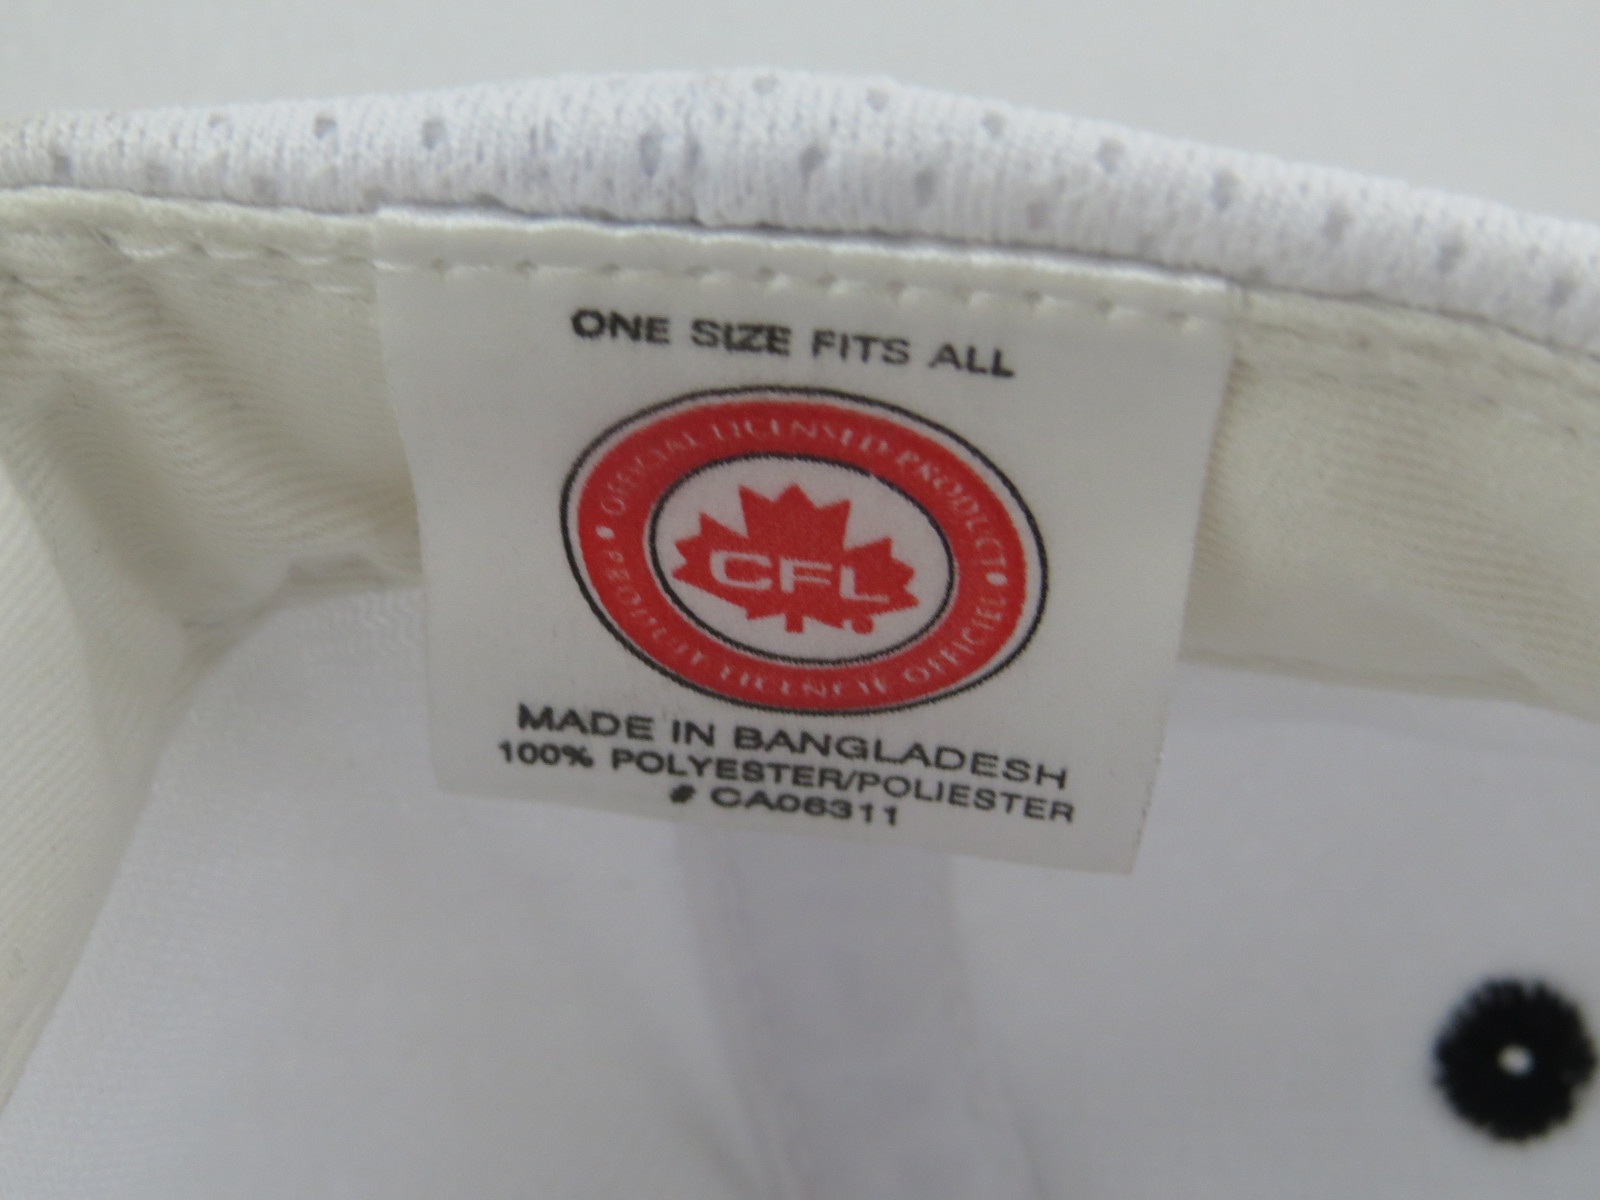 ONE SIZE FITS ALL
OFFICIAL LICENSED PRODUCT
CFL
PRODUIT LICENCIÉ OFFICIEL
MADE IN BANGLADESH
100% POLYESTER/POLIESTER
# CA06311